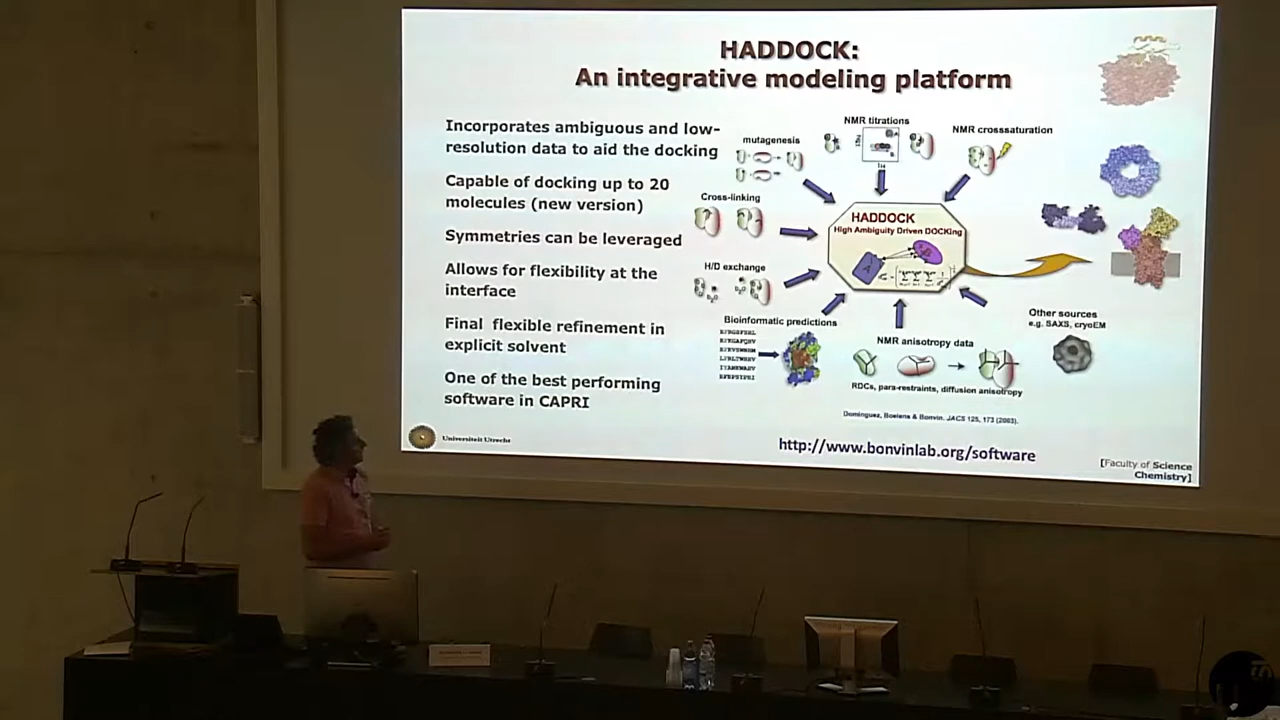 HADDOCK:
An integrative modeling platform
Incorporates ambiguous and low-
resolution data to aid the docking
Capable of docking up to 20
molecules (new version)
Symmetries can be leveraged
Allows for flexibility at the
interface
Final flexible refinement in
explicit solvent
One of the best performing
software in CAPRI
mutagenesis
NMR titrations
NMR crosssaturation
Cross-linking
HADDOCK
High Ambiguity Driven DOCKing
H/D exchange
Bioinformatic predictions
NMR anisotropy data
RDCs, para-restraints, diffusion anisotropy
Other sources
e.g. SAXS, cryoEM
Dominguez, Boelens & Bonvin. JACS 125, 173 (2003).
Universiteit Utrecht
http://www.bonvinlab.org/software
[Faculty of Science
Chemistry]